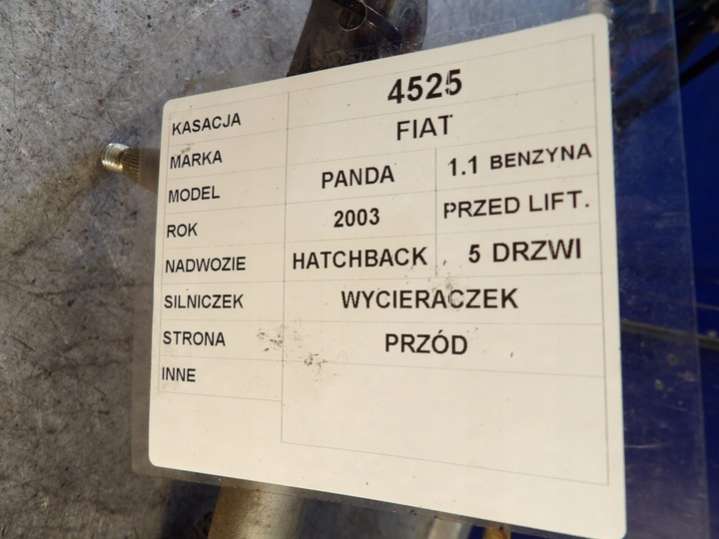 KASACJA 4525
MARKA FIAT
MODEL PANDA 1.1 BENZYNA
ROK 2003 PRZED LIFT.
NADWOZIE HATCHBACK 5 DRZWI
SILNICZEK WYCIERACZEK
STRONA PRZÓD
INNE